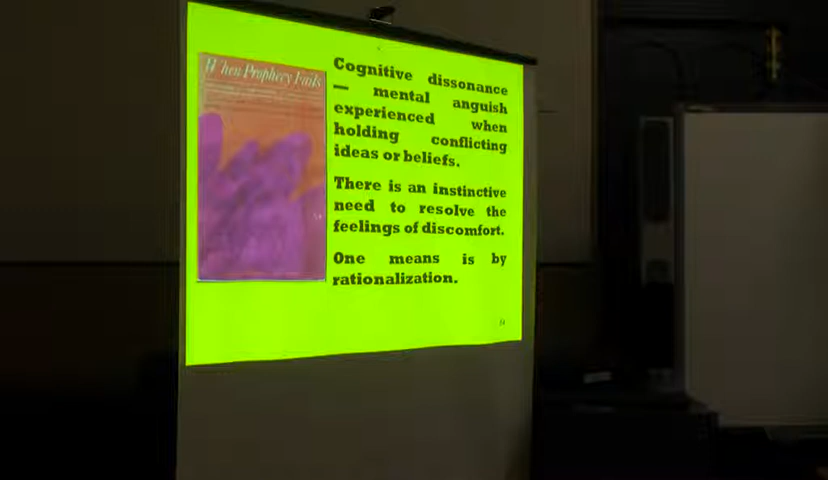 When Prophecy Fails
Cognitive dissonance
— mental anguish
experienced when
holding conflicting
ideas or beliefs.
There is an instinctive
need to resolve the
feelings of discomfort.
One means is by
rationalization.